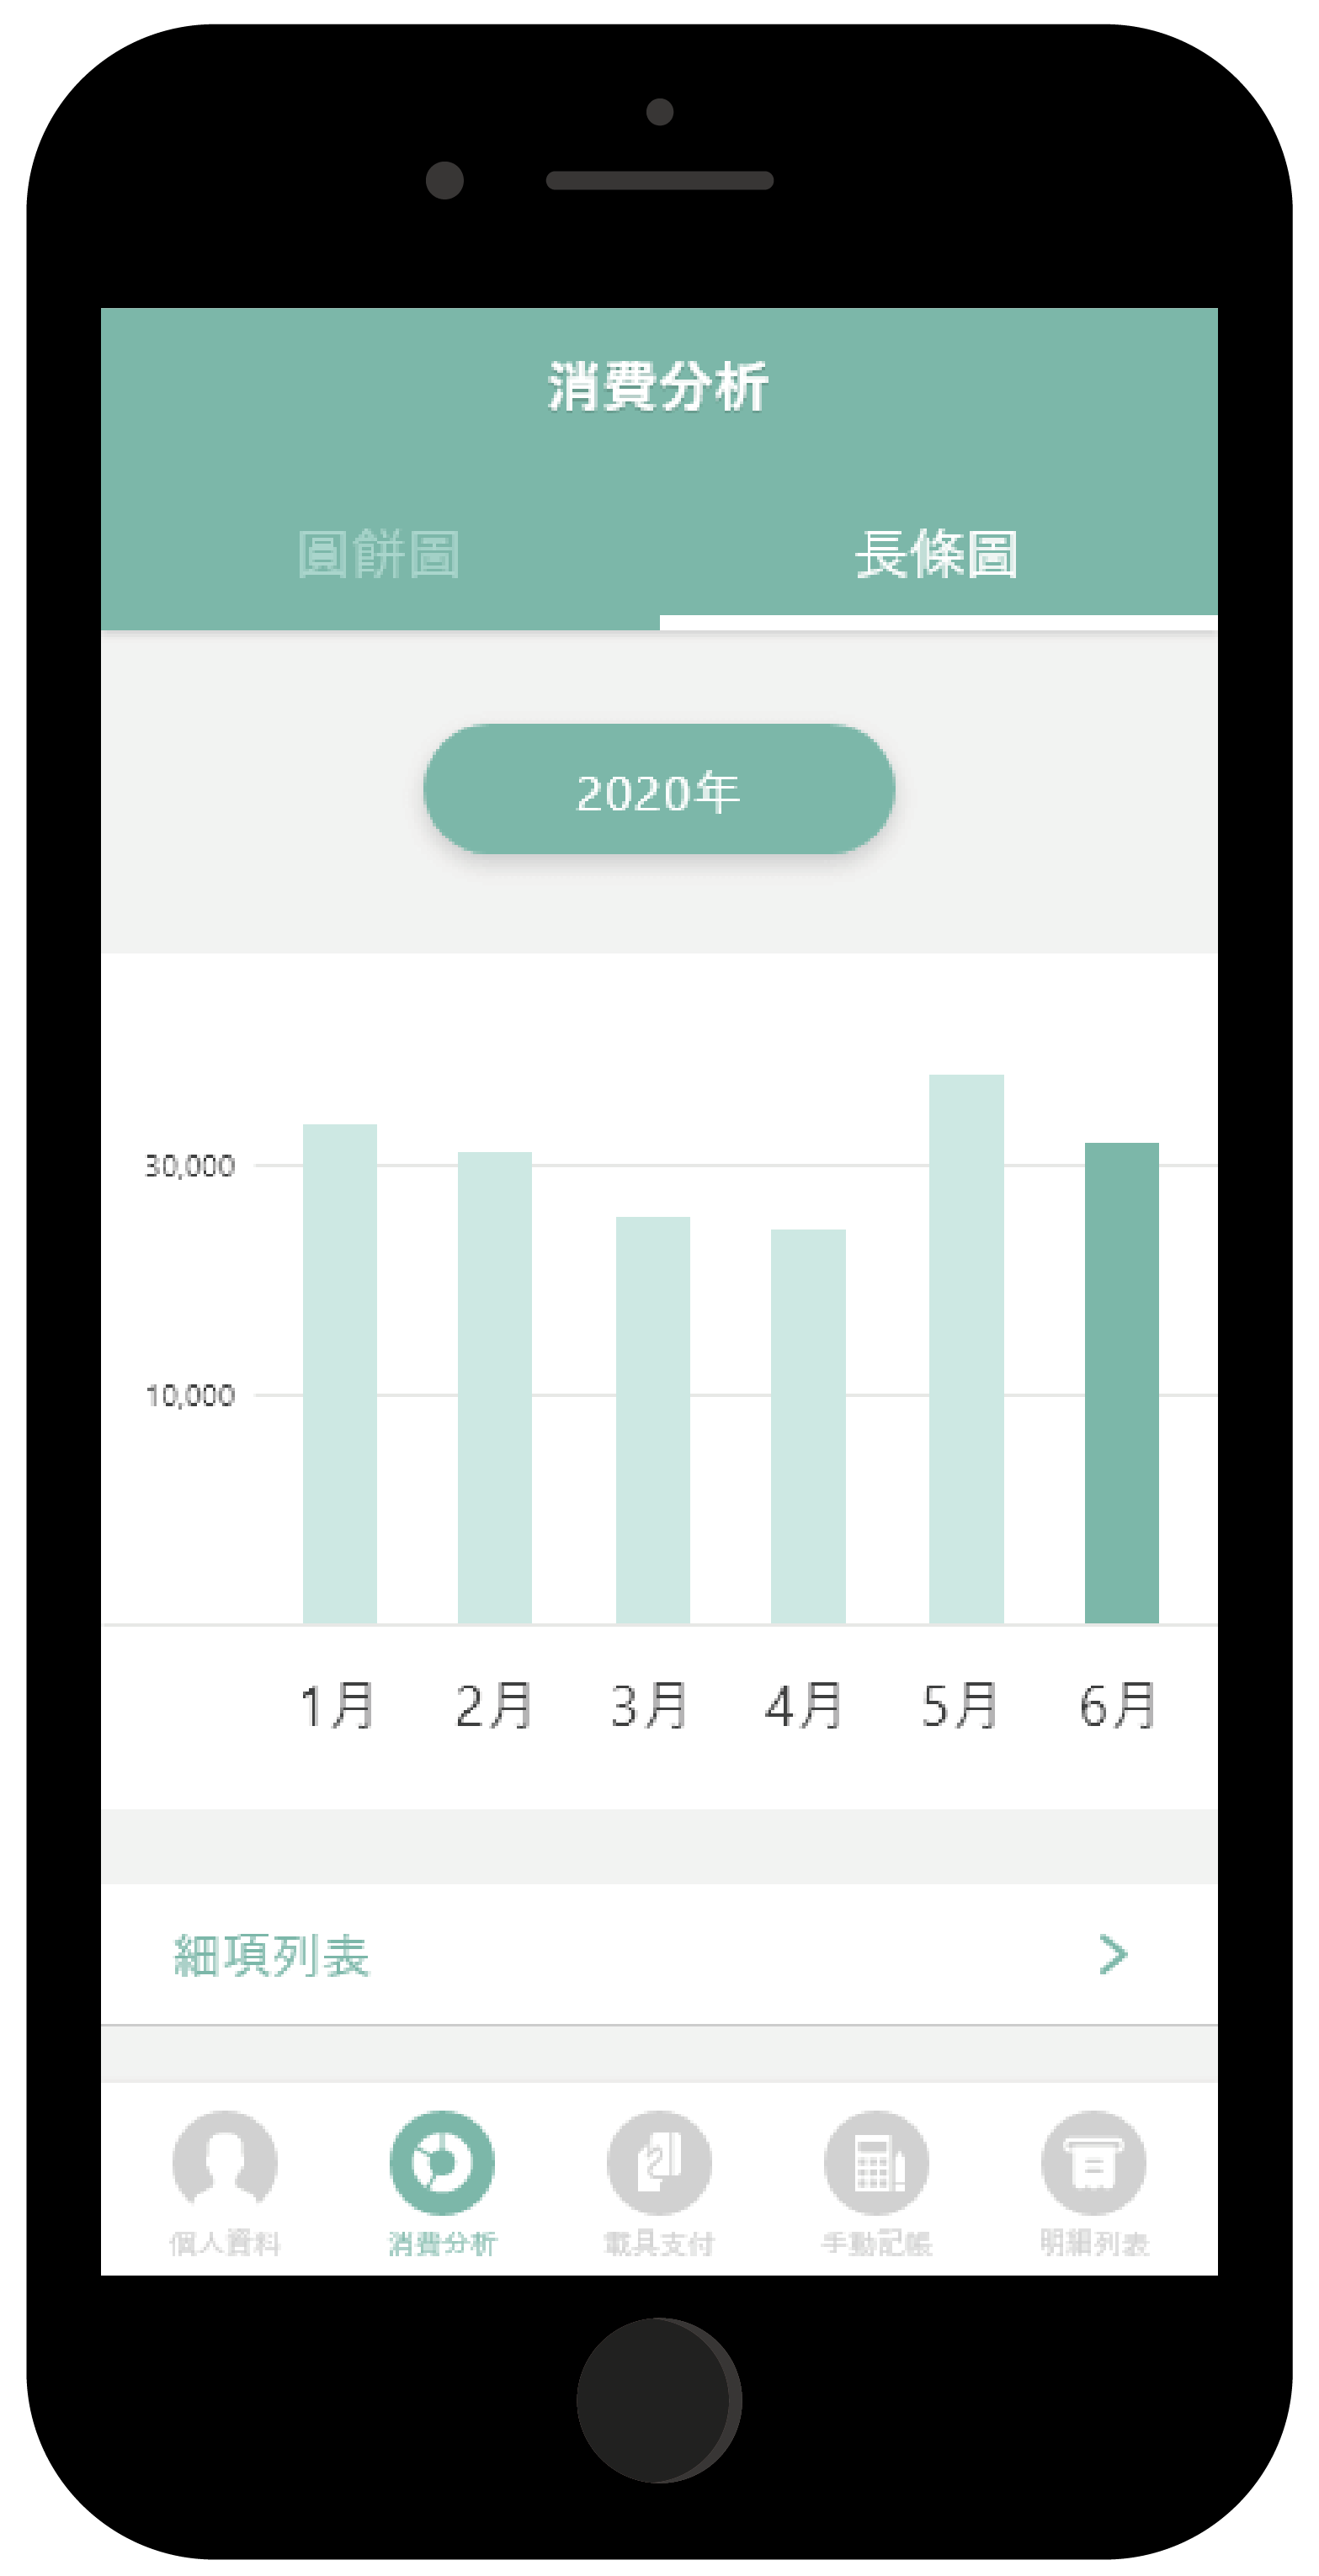 消費分析
圓餅圖 長條圖
2020年
30,000
10,000
1月 2月 3月 4月 5月 6月
細項列表
個人資料 消費分析 載具支付 手動記帳 明細列表